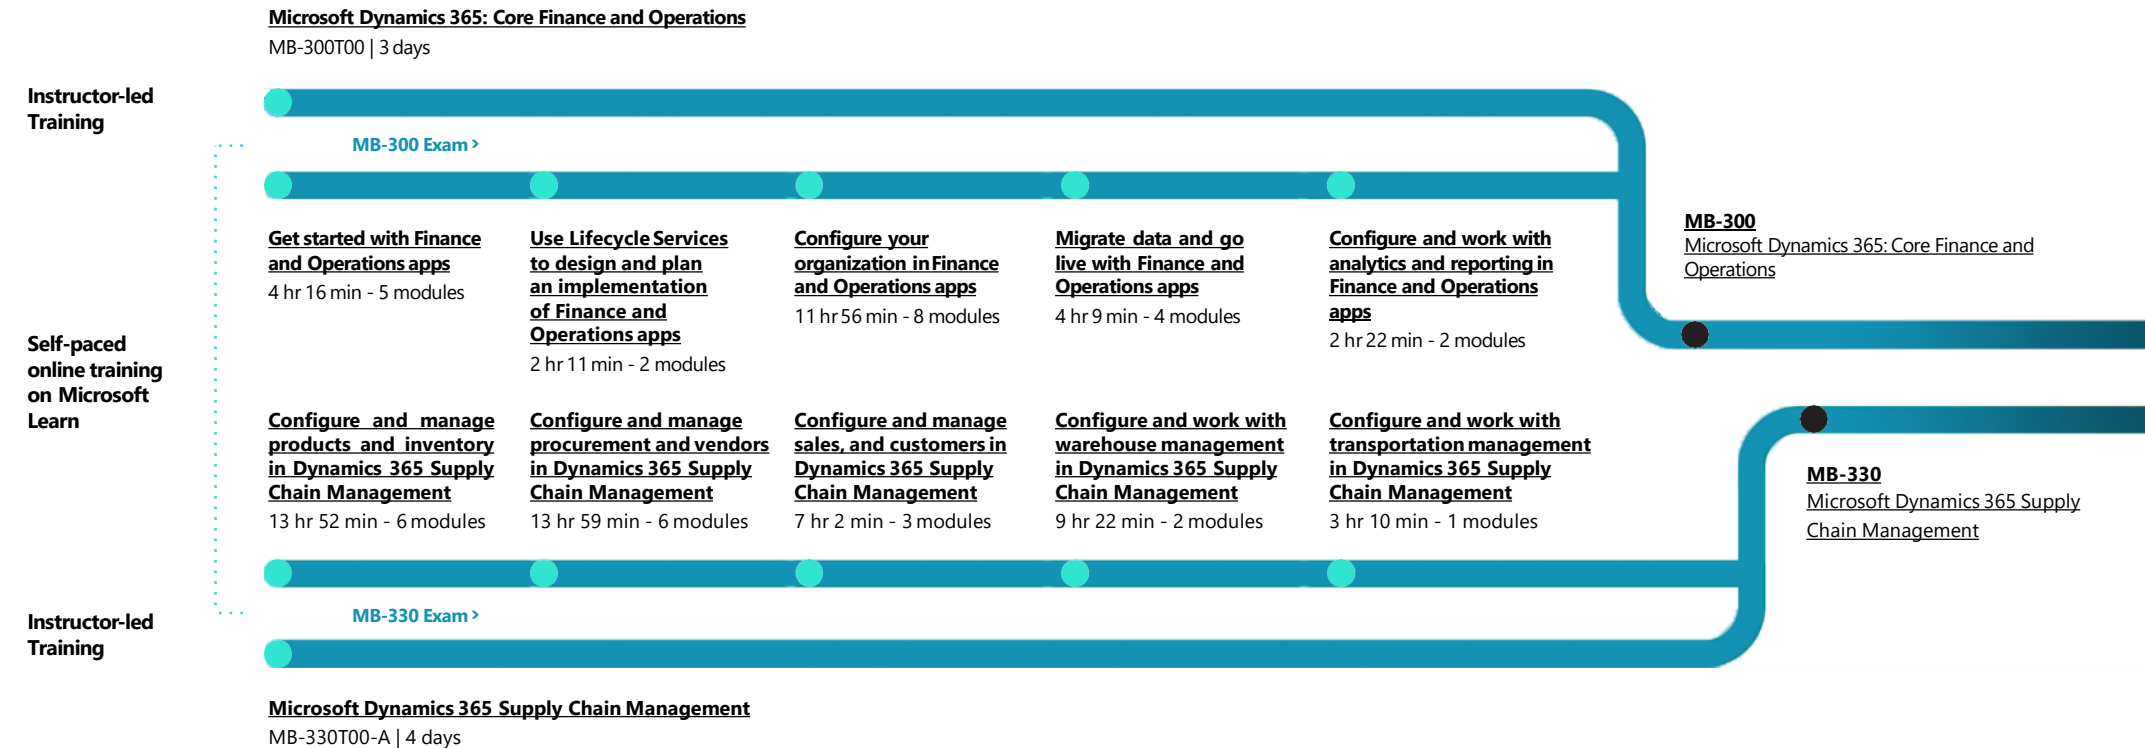 Microsoft Dynamics 365: Core Finance and Operations
MB-300T00 | 3 days
Instructor-led
Training
MB-300 Exam >
Get started with Finance
and Operations apps
4 hr 16 min - 5 modules
Use Lifecycle Services
to design and plan
an implementation
of Finance and
Operations apps
2 hr 11 min - 2 modules
Configure your
organization in Finance
and Operations apps
11 hr 56 min - 8 modules
Migrate data and go
live with Finance and
Operations apps
4 hr 9 min - 4 modules
Configure and work with
analytics and reporting in
Finance and Operations
apps
2 hr 22 min - 2 modules
MB-300
Microsoft Dynamics 365: Core Finance and
Operations
Self-paced
online training
on Microsoft
Learn
Configure and manage
products and inventory
in Dynamics 365 Supply
Chain Management
13 hr 52 min - 6 modules
Configure and manage
procurement and vendors
in Dynamics 365 Supply
Chain Management
13 hr 59 min - 6 modules
Configure and manage
sales, and customers in
Dynamics 365 Supply
Chain Management
7 hr 2 min - 3 modules
Configure and work with
warehouse management
in Dynamics 365 Supply
Chain Management
9 hr 22 min - 2 modules
Configure and work with
transportation management
in Dynamics 365 Supply
Chain Management
3 hr 10 min - 1 modules
MB-330
Microsoft Dynamics 365 Supply
Chain Management
MB-330 Exam >
Instructor-led
Training
Microsoft Dynamics 365 Supply Chain Management
MB-330T00-A | 4 days